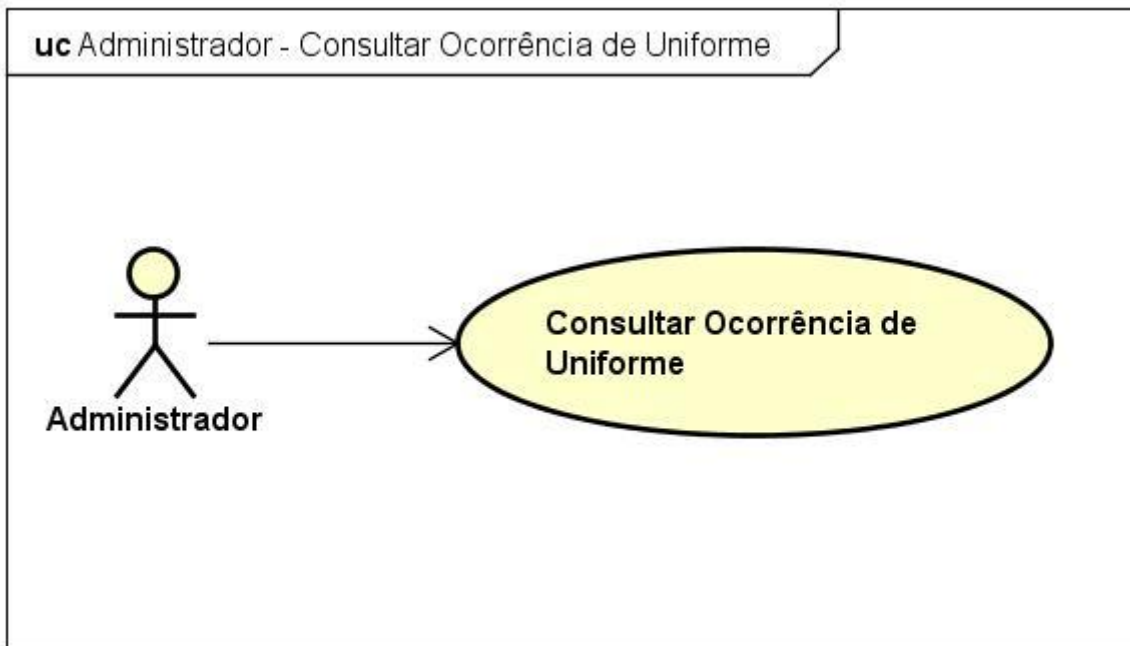 uc Administrador - Consultar Ocorrência de Uniforme
Consultar Ocorrência de
Uniforme
Administrador